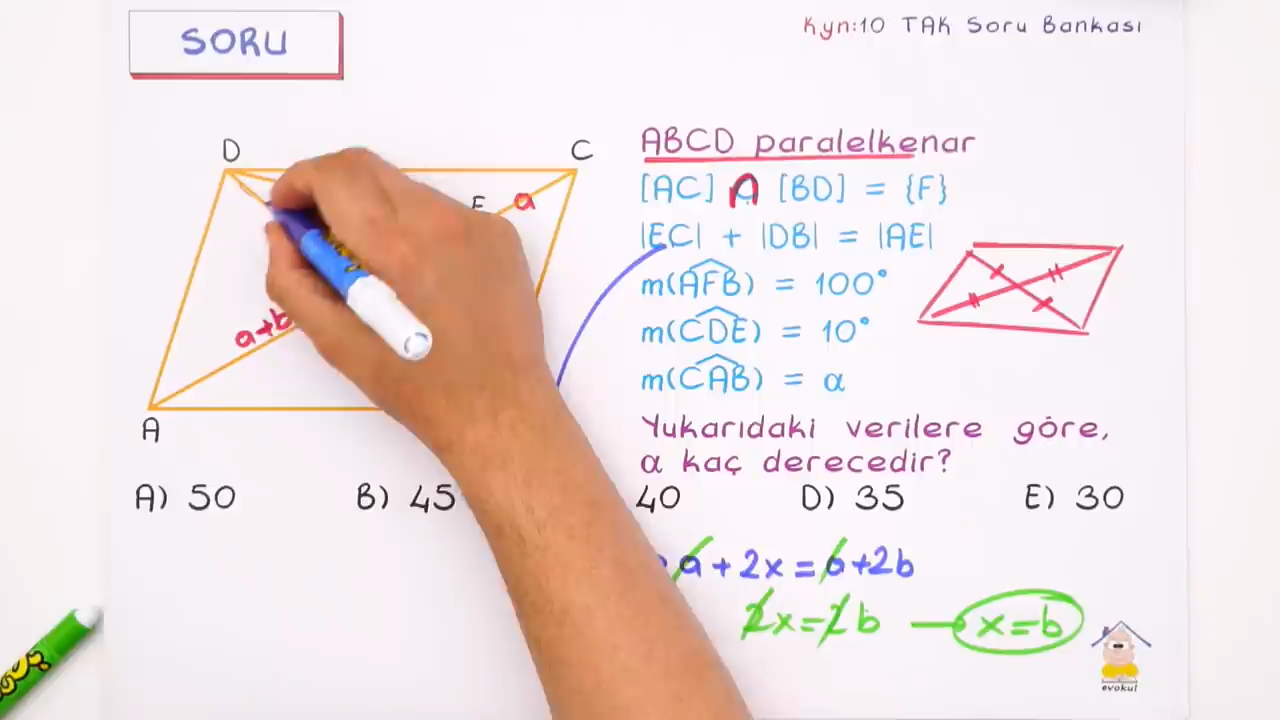 SORU
Kyn:10 TAK Soru Bankası
D
C
E
a
a+b
A
ABCD paralelkenar
[AC] ∩ [BD] = {F}
|EC| + |DB| = |AE|
m(AFB) = 100°
m(CDE) = 10°
m(CAB) = α
Yukarıdaki verilere göre,
α kaç derecedir?
A) 50
B) 45
40
D) 35
E) 30
a + 2x = a + 2b
2x = 2b
x = b
evokul